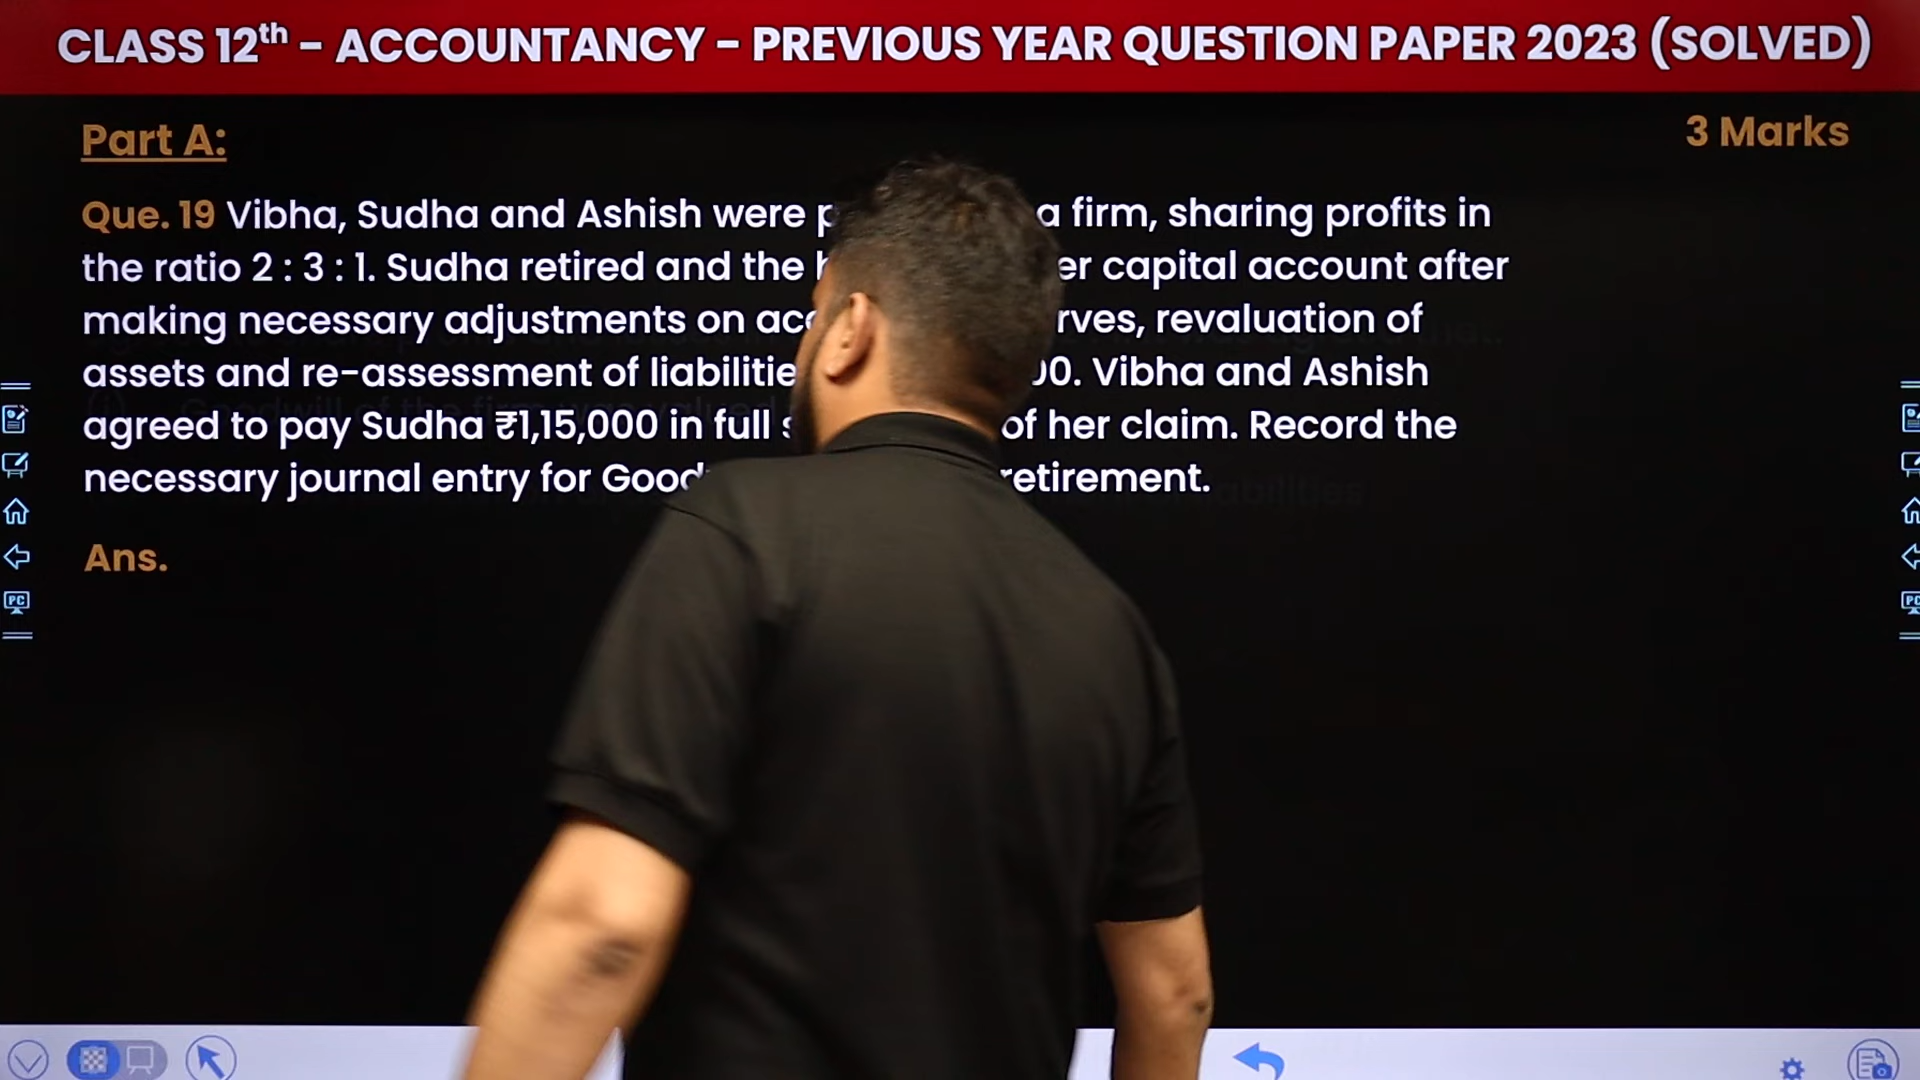 CLASS 12th - ACCOUNTANCY - PREVIOUS YEAR QUESTION PAPER 2023 (SOLVED)
Part A:
3 Marks
Que. 19 Vibha, Sudha and Ashish were a firm, sharing profits in
the ratio 2 : 3 : 1. Sudha retired and the capital account after
making necessary adjustments on revaluation of
assets and re-assessment of Vibha and Ashish
agreed to pay Sudha ₹1,15,000 in full of her claim. Record the
necessary journal entry for retirement.
Ans.
PC